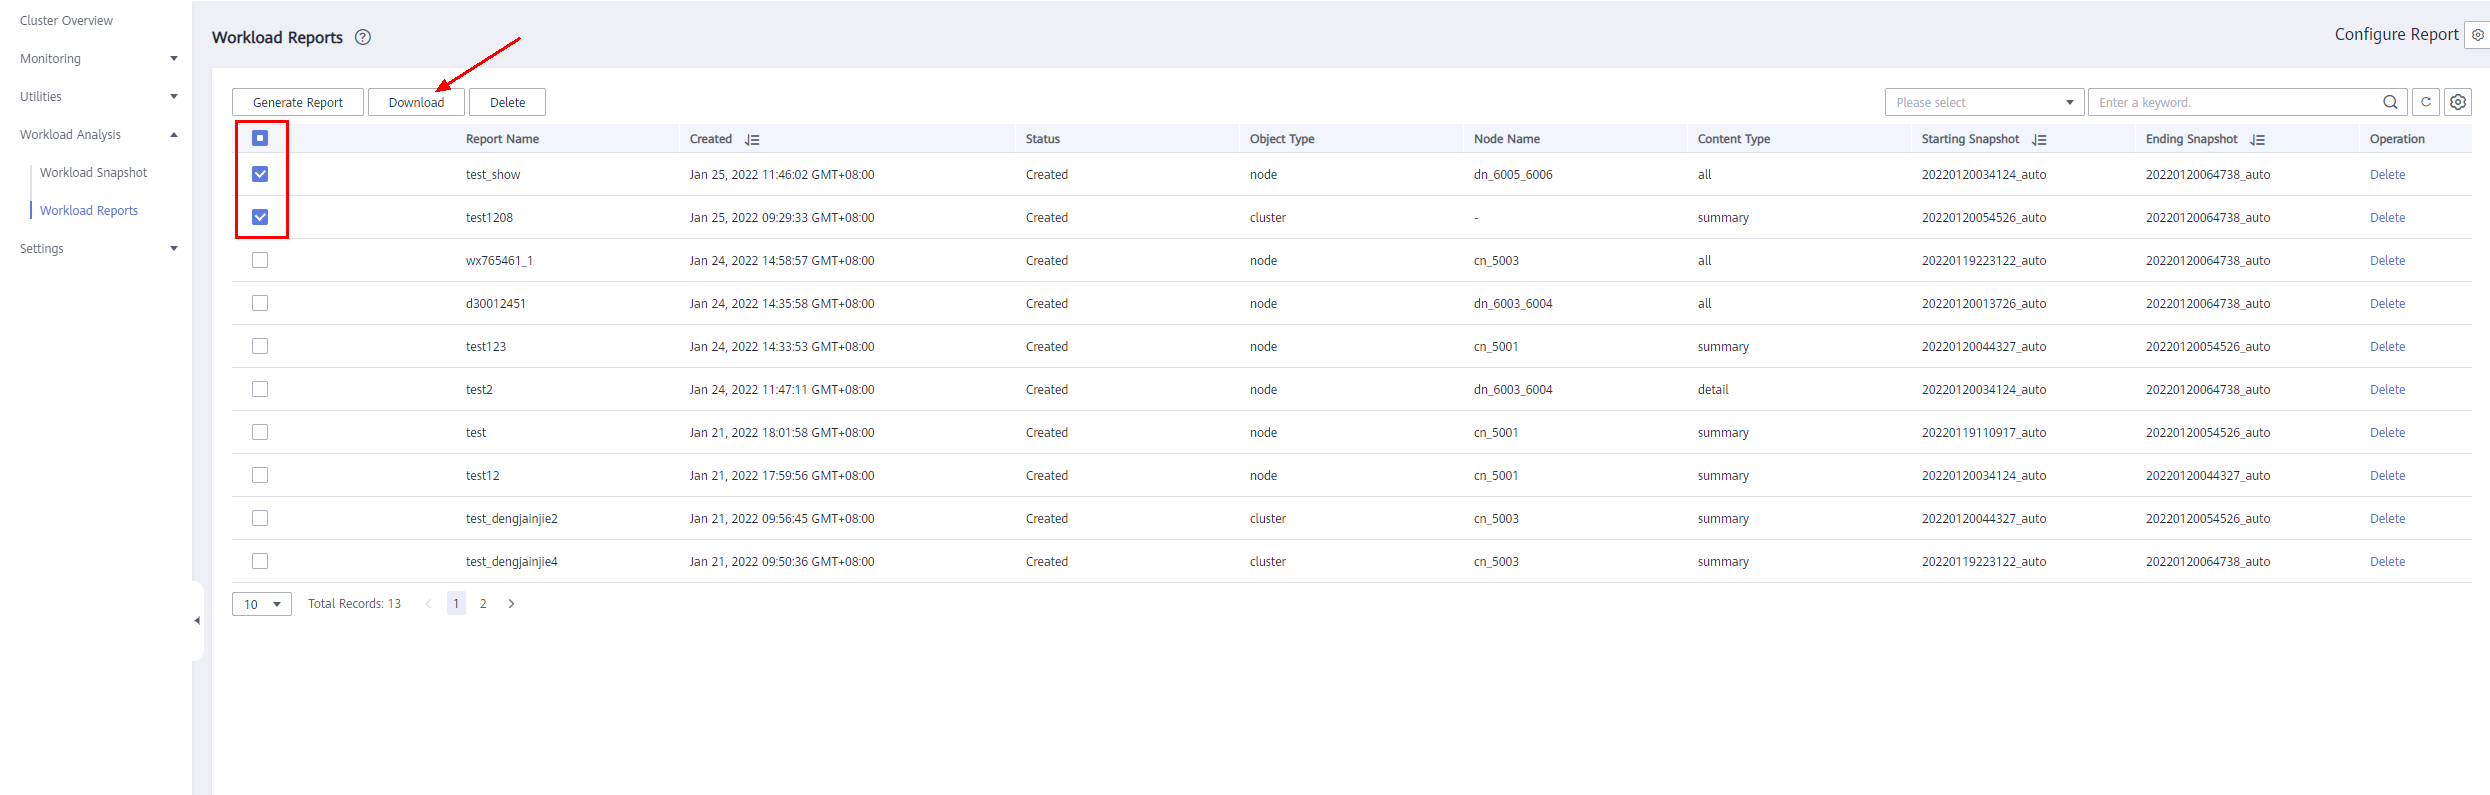 Cluster Overview
Monitoring
Utilities
Workload Analysis
Workload Snapshot
Workload Reports
Settings
Workload Reports ?
Configure Report
Generate Report Download Delete Please select Enter a keyword.
Report Name Created Status Object Type Node Name Content Type Starting Snapshot Ending Snapshot Operation
test_show Jan 25, 2022 11:46:02 GMT+08:00 Created node dn_6005_6006 all 20220120034124_auto 20220120064738_auto Delete
test1208 Jan 25, 2022 09:29:33 GMT+08:00 Created cluster - summary 20220120054526_auto 20220120064738_auto Delete
wx765461_1 Jan 24, 2022 14:58:57 GMT+08:00 Created node cn_5003 all 20220119223122_auto 20220120064738_auto Delete
d30012451 Jan 24, 2022 14:35:58 GMT+08:00 Created node dn_6003_6004 all 20220120013726_auto 20220120064738_auto Delete
test123 Jan 24, 2022 14:33:53 GMT+08:00 Created node cn_5001 summary 20220120044327_auto 20220120054526_auto Delete
test2 Jan 24, 2022 11:47:11 GMT+08:00 Created node dn_6003_6004 detail 20220120034124_auto 20220120064738_auto Delete
test Jan 21, 2022 18:01:58 GMT+08:00 Created node cn_5001 summary 20220119110917_auto 20220120054526_auto Delete
test12 Jan 21, 2022 17:59:56 GMT+08:00 Created node cn_5001 summary 20220120034124_auto 20220120044327_auto Delete
test_dengjainjie2 Jan 21, 2022 09:56:45 GMT+08:00 Created cluster cn_5003 summary 20220120044327_auto 20220120054526_auto Delete
test_dengjainjie4 Jan 21, 2022 09:50:36 GMT+08:00 Created cluster cn_5003 summary 20220119223122_auto 20220120064738_auto Delete
10 Total Records: 13 < 1 2 >